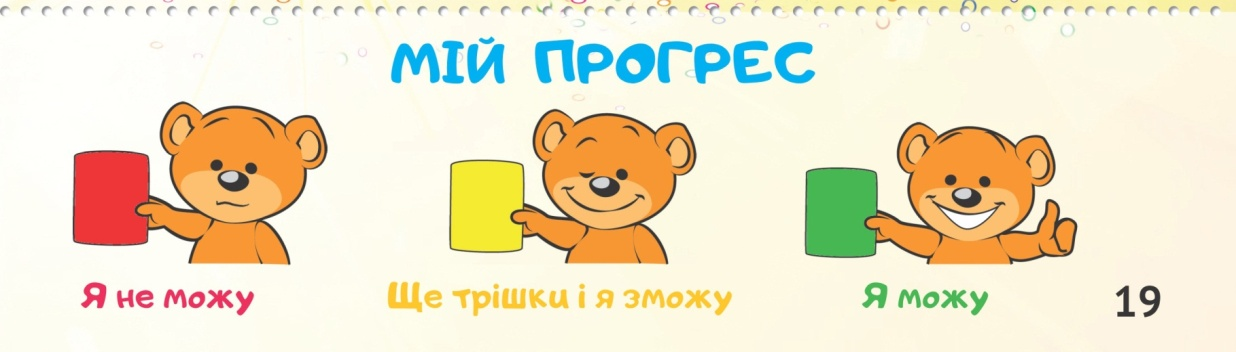 МІЙ ПРОГРЕС
Я не можу
Ще трішки і я зможу
Я можу
19